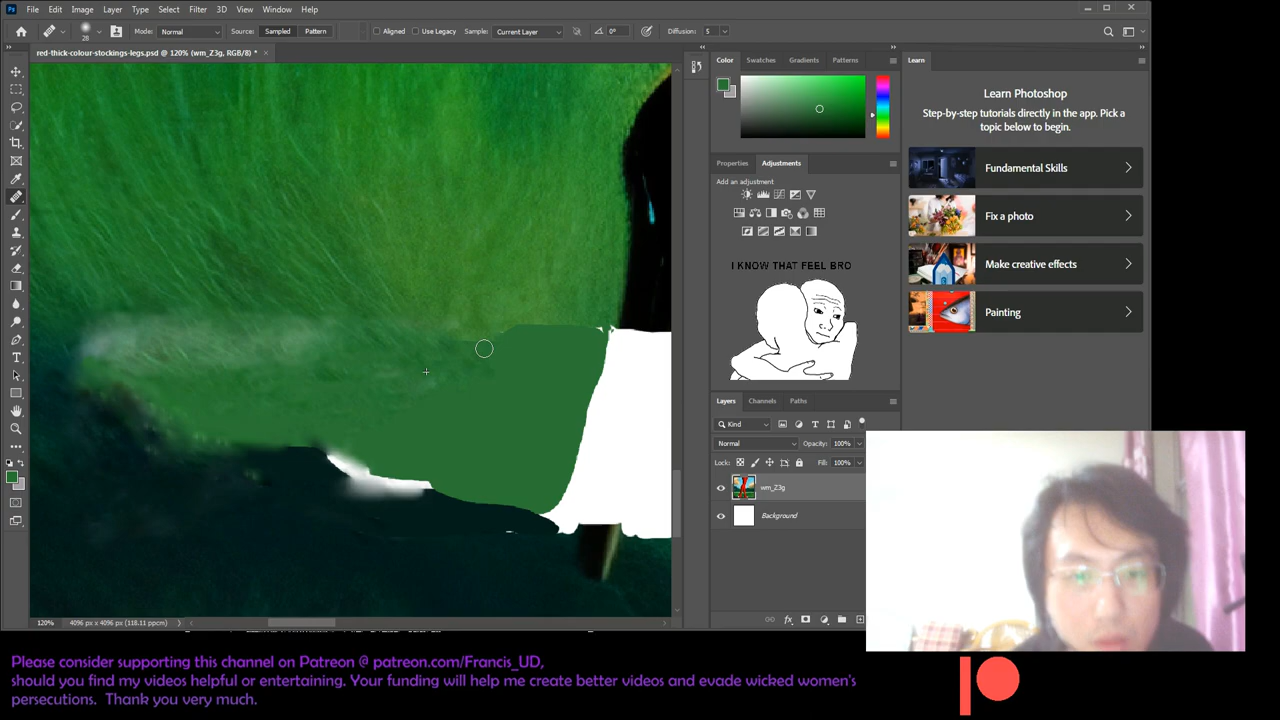 Ps File Edit Image Layer Type Select Filter 3D View Window Help
28 Mode: Normal Source: Sampled Pattern Aligned Use Legacy Sample: Current Layer 0° Diffusion: 5
red-thick-colour-stockings-legs.psd @ 120% (wm_Z3g, RGB/8) *
Color Swatches Gradients Patterns
Learn
Learn Photoshop
Step-by-step tutorials directly in the app. Pick a
topic below to begin.
Fundamental Skills
Fix a photo
Make creative effects
Painting
Properties Adjustments
Add an adjustment
I KNOW THAT FEEL BRO
Layers Channels Paths
Kind
Normal Opacity: 100%
Lock: Fill: 100%
wm_Z3g
Background
120% 4096 px x 4096 px (118.11 ppcm)
Please consider supporting this channel on Patreon @ patreon.com/Francis_UD,
should you find my videos helpful or entertaining. Your funding will help me create better videos and evade wicked women's
persecutions. Thank you very much.